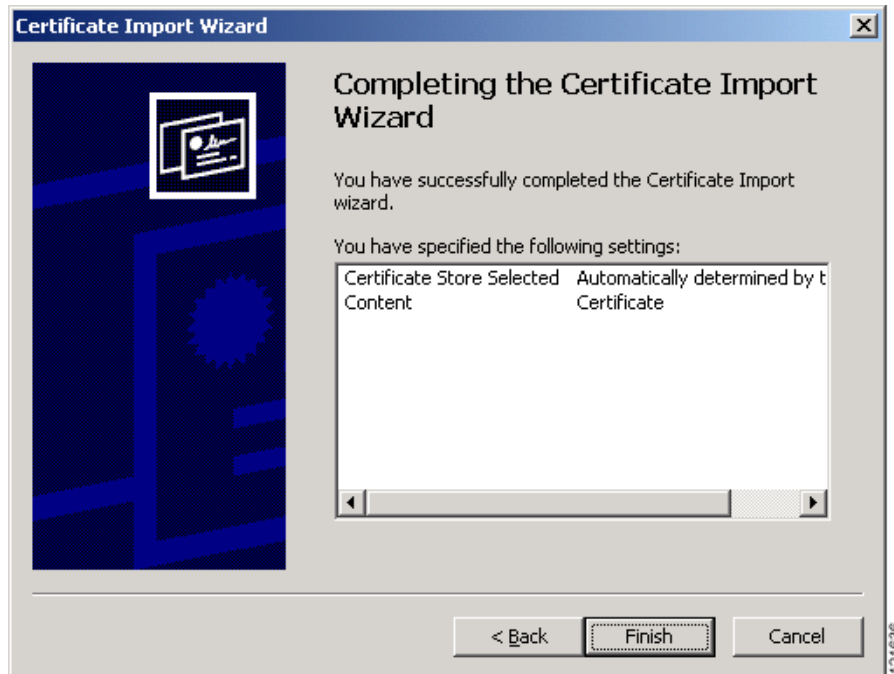 Certificate Import Wizard
Completing the Certificate Import
Wizard
You have successfully completed the Certificate Import
wizard.
You have specified the following settings:
Certificate Store Selected Automatically determined by t
Content Certificate
< Back Finish Cancel